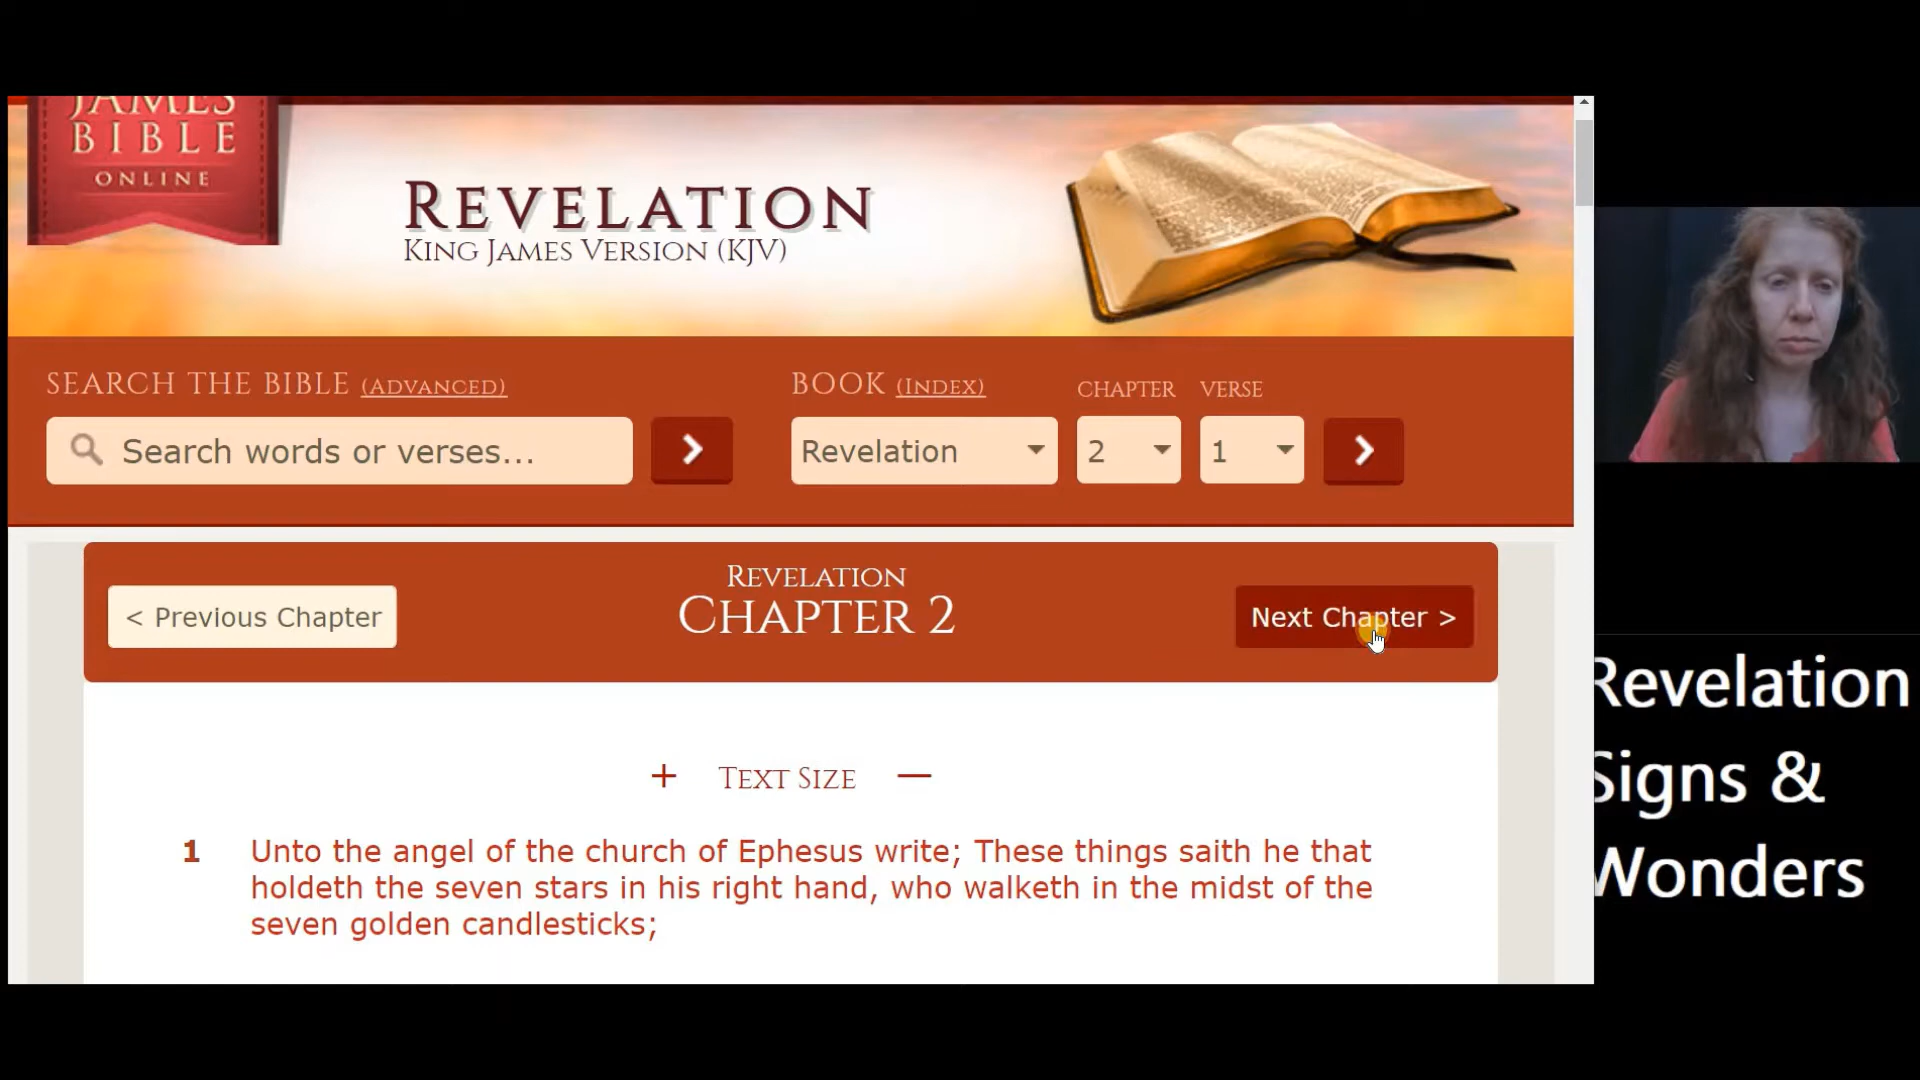 JAMES
BIBLE
ONLINE
REVELATION
KING JAMES VERSION (KJV)
SEARCH THE BIBLE (ADVANCED)
BOOK (INDEX)
CHAPTER
VERSE
Search words or verses...
Revelation
2
1
< Previous Chapter
REVELATION
CHAPTER 2
Next Chapter >
+ TEXT SIZE —
1 Unto the angel of the church of Ephesus write; These things saith he that
holdeth the seven stars in his right hand, who walketh in the midst of the
seven golden candlesticks;
Revelation
Signs &
Wonders